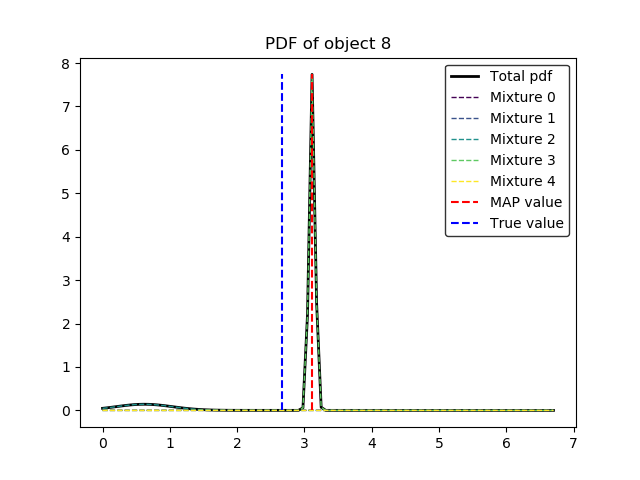 PDF of object 8
8
7
6
5
4
3
2
1
0
0 1 2 3 4 5 6 7
Total pdf
Mixture 0
Mixture 1
Mixture 2
Mixture 3
Mixture 4
MAP value
True value